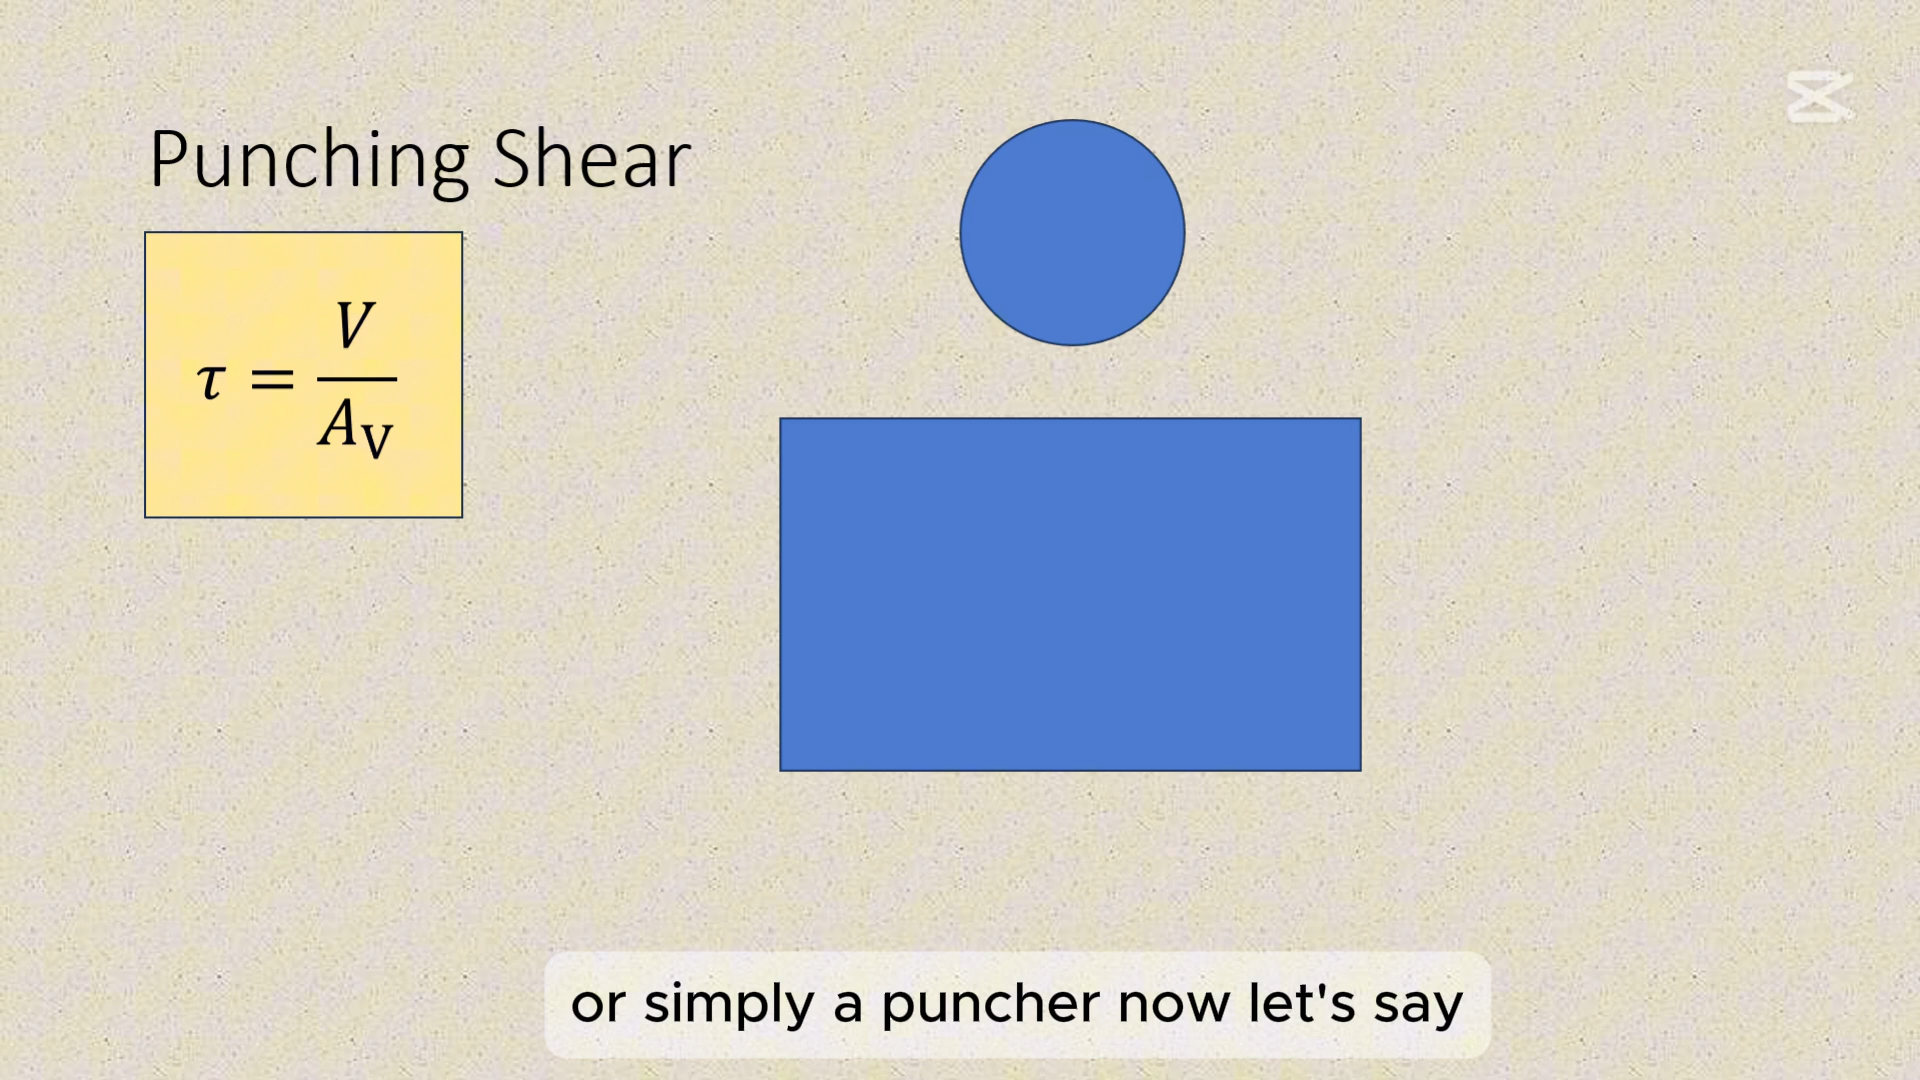 Punching Shear
τ = V / A_V
or simply a puncher now let's say